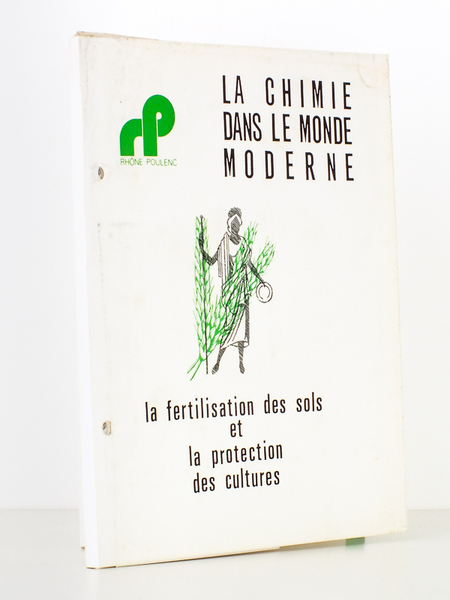 rp
RHÔNE POULENC
LA CHIMIE
DANS LE MONDE
MODERNE
la fertilisation des sols
et
la protection
des cultures